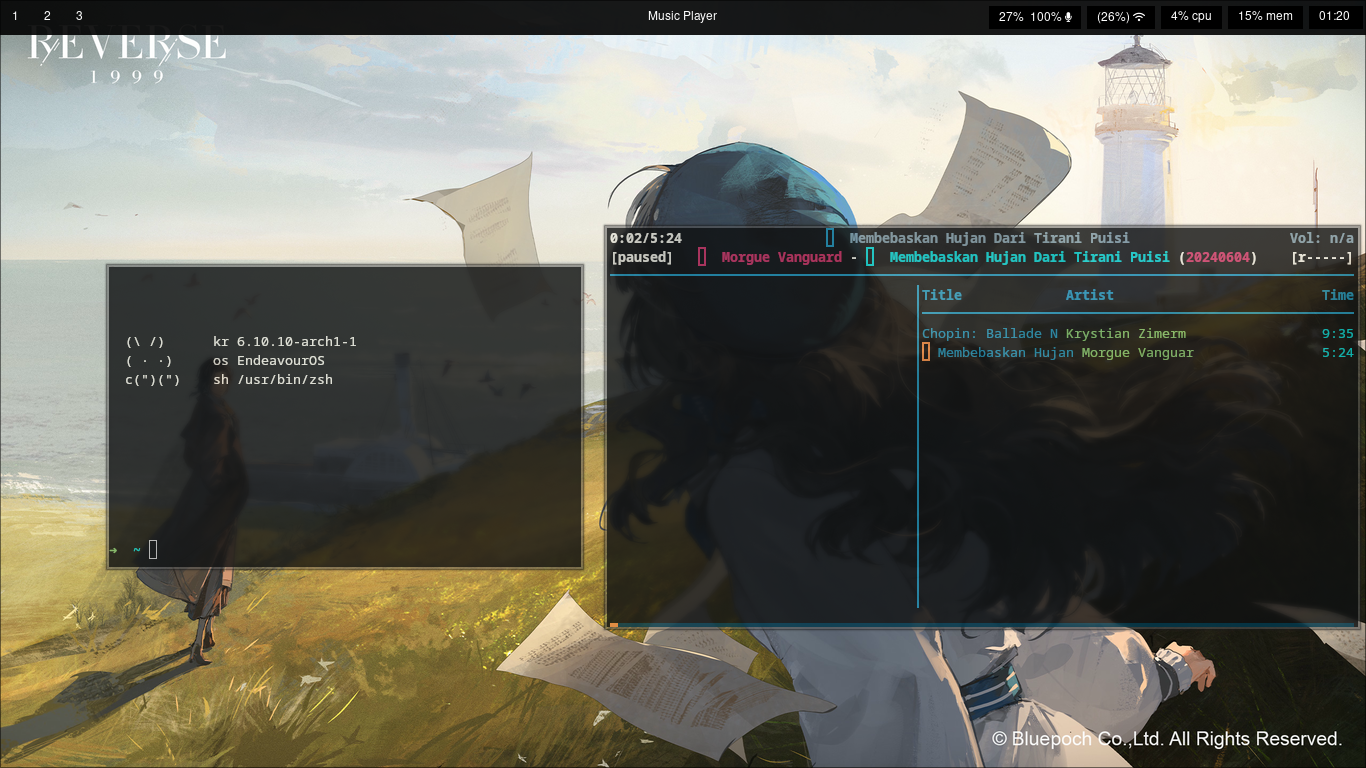 1 2 3 Music Player 27% 100% (26%) 4% cpu 15% mem 01:20
REVERSE
1999
0:02/5:24 Membebaskan Hujan Dari Tirani Puisi Vol: n/a
[paused] Morgue Vanguard - Membebaskan Hujan Dari Tirani Puisi (20240604) [r-----]
Title Artist Time
Chopin: Ballade N Krystian Zimerm 9:35
Membebaskan Hujan Morgue Vanguar 5:24
(\ /) kr 6.10.10-arch1-1
( · ·) os EndeavourOS
c(")(") sh /usr/bin/zsh
➜ ~
© Bluepoch Co.,Ltd. All Rights Reserved.